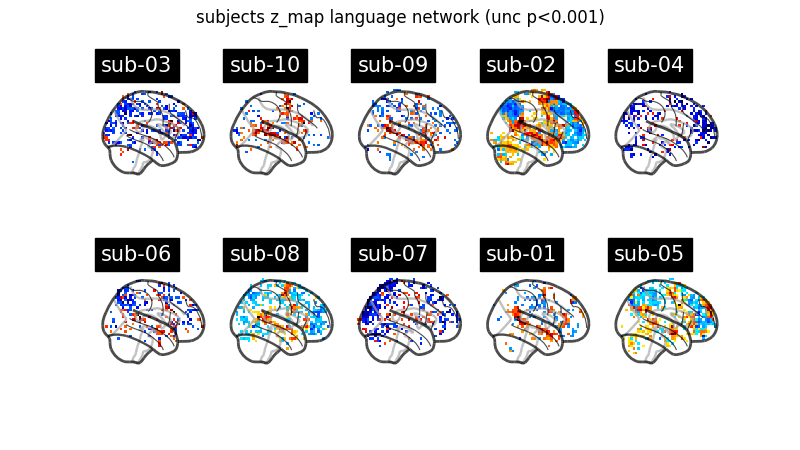 subjects z_map language network (unc p<0.001)
sub-03 sub-10 sub-09 sub-02 sub-04
sub-06 sub-08 sub-07 sub-01 sub-05